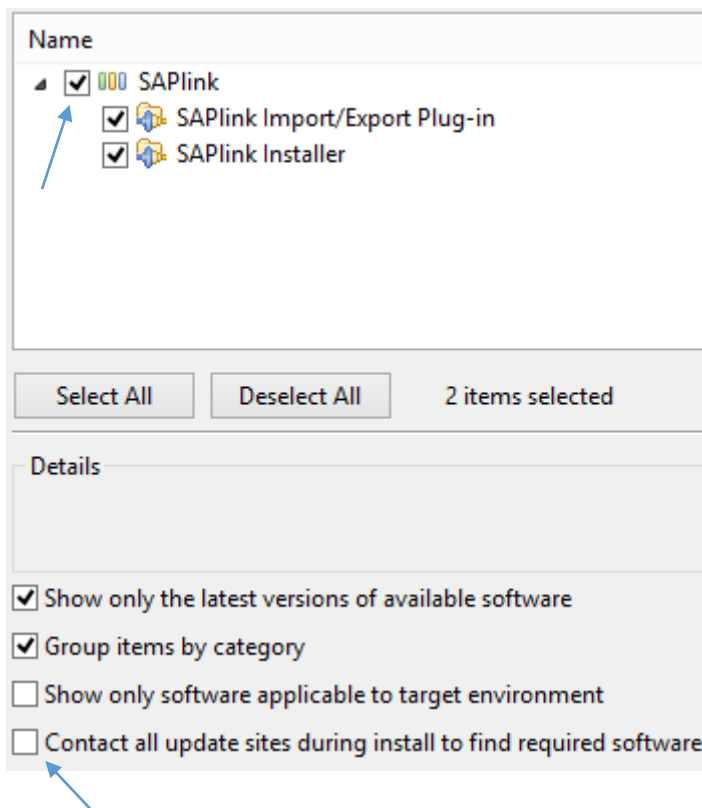 Name
SAPlink
SAPlink Import/Export Plug-in
SAPlink Installer
Select All Deselect All 2 items selected
Details
Show only the latest versions of available software
Group items by category
Show only software applicable to target environment
Contact all update sites during install to find required software